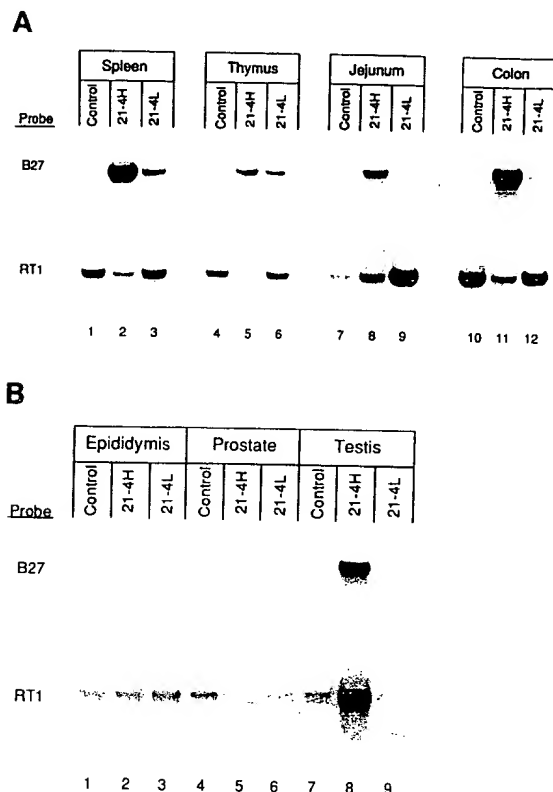 A
Spleen Thymus Jejunum Colon
Probe Control 21-4H 21-4L Control 21-4H 21-4L Control 21-4H 21-4L Control 21-4H 21-4L
B27
RT1
1 2 3 4 5 6 7 8 9 10 11 12
B
Epididymis Prostate Testis
Probe Control 21-4H 21-4L Control 21-4H 21-4L Control 21-4H 21-4L
B27
RT1
1 2 3 4 5 6 7 8 9